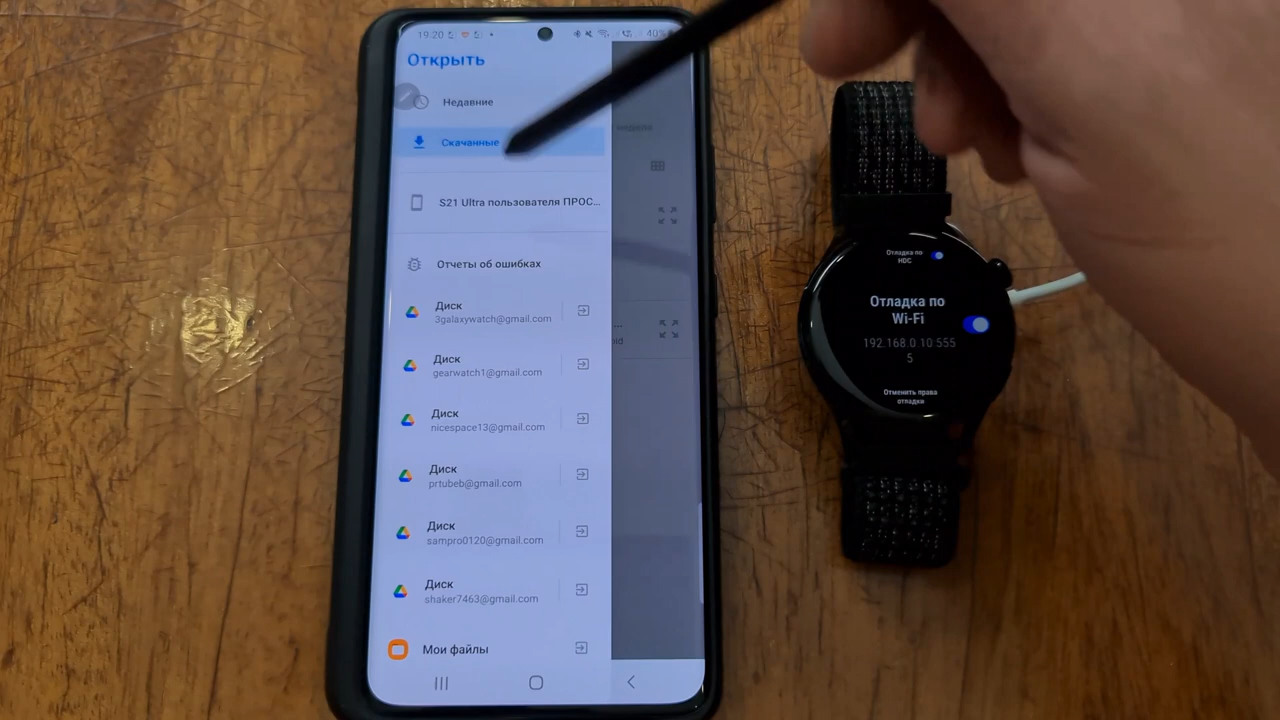 19:20
40%
Открыть
Недавние
Скачанные
S21 Ultra пользователя ПРОС...
Отчеты об ошибках
Диск
3galaxywatch@gmail.com
Диск
gearwatch1@gmail.com
Диск
nicespace13@gmail.com
Диск
prtubeb@gmail.com
Диск
sampro0120@gmail.com
Диск
shaker7463@gmail.com
Мои файлы
Отладка по
HDC
Отладка по
Wi-Fi
192.168.0 10:555
5
Отменять права
отладки